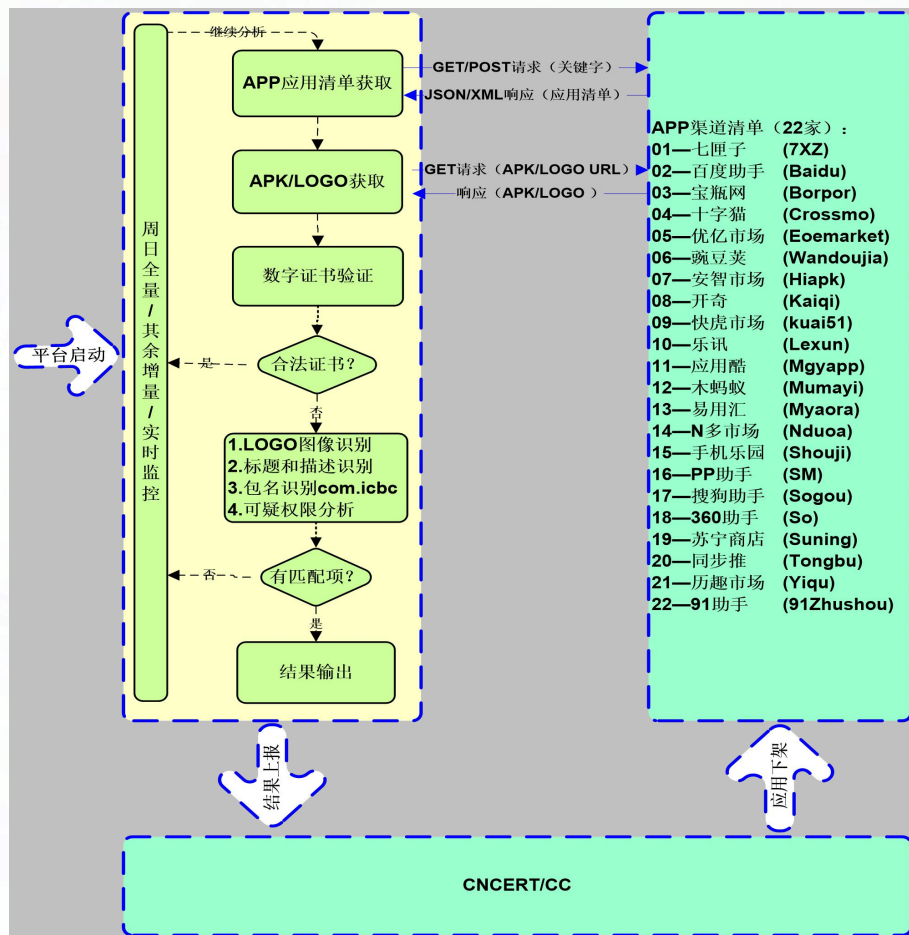 继续分析
APP应用清单获取
GET/POST请求（关键字）
JSON/XML响应（应用清单）
APK/LOGO获取
GET请求（APK/LOGO URL）
响应（APK/LOGO ）
数字证书验证
合法证书？
是
否
1.LOGO图像识别
2.标题和描述识别
3.包名识别com.icbc
4.可疑权限分析
有匹配项？
否
是
结果输出
周日全量/其余增量/实时监控
平台启动
APP渠道清单（22家）：
01—七匣子 (7XZ)
02—百度助手 (Baidu)
03—宝瓶网 (Borpor)
04—十字猫 (Crossmo)
05—优亿市场 (Eoemarket)
06—豌豆荚 (Wandoujia)
07—安智市场 (Hiapk)
08—开奇 (Kaiqi)
09—快虎市场 (kuai51)
10—乐讯 (Lexun)
11—应用酷 (Mgyapp)
12—木蚂蚁 (Mumayi)
13—易用汇 (Myaora)
14—N多市场 (Nduoa)
15—手机乐园 (Shouji)
16—PP助手 (SM)
17—搜狗助手 (Sogou)
18—360助手 (So)
19—苏宁商店 (Suning)
20—同步推 (Tongbu)
21—历趣市场 (Yiqu)
22—91助手 (91Zhushou)
结果上报
应用下架
CNCERT/CC